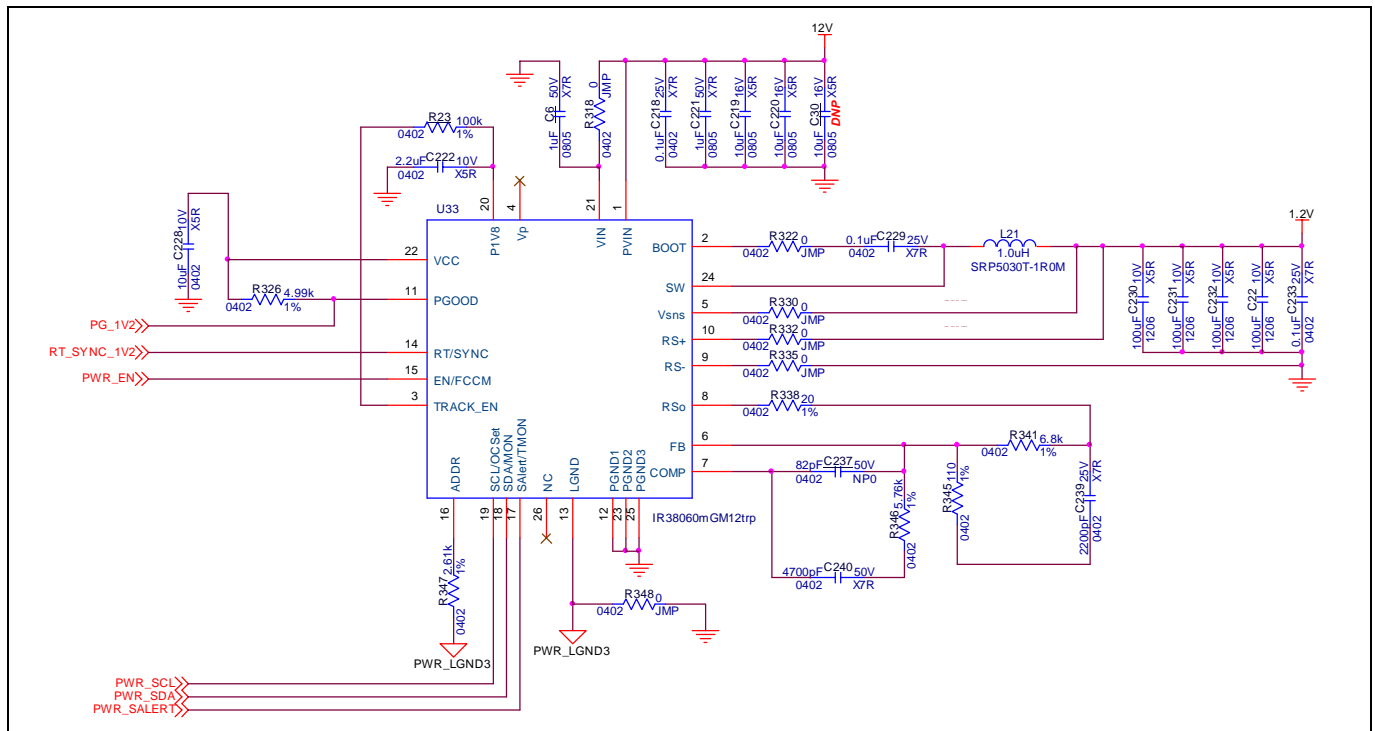 12V
50V
X7R
C6
1uF
0805
0
JMP
R318
0402
25V
X7R
C218
0.1uF
0402
50V
X7R
C221
1uF
0805
16V
X5R
C219
10uF
0805
16V
X5R
C220
10uF
0805
16V
X5R
C30
DNP
10uF
0805
R23 100k
0402 1%
2.2uF C222 10V
0402 X5R
U33
20
P1V8
4
Vp
21
VIN
1
PVIN
10V
X5R
C228
10uF
0402
22
VCC
R326 4.99k
0402 1%
11
PGOOD
PG_1V2
RT_SYNC_1V2
14
RT/SYNC
PWR_EN
15
EN/FCCM
3
TRACK_EN
BOOT
2
R322 0
0402 JMP
0.1uF C229 25V
0402 X7R
L21
1.0uH
SRP5030T-1R0M
1.2V
SW
24
Vsns
5
R330 0
0402 JMP
RS+
10
R332 0
0402 JMP
RS-
9
R335 0
0402 JMP
10V
X5R
C230
100uF
1206
10V
X5R
C231
100uF
1206
10V
X5R
C232
100uF
1206
10V
X5R
C22
100uF
1206
25V
X7R
C233
0.1uF
0402
RSo
8
R338 20
0402 1%
FB
6
R341 6.8k
0402 1%
COMP
7
82pF C237 50V
0402 NP0
5.76k
1%
R346
0402
110
1%
R345
0402
25V
X7R
C239
2200pF
0402
4700pF C240 50V
0402 X7R
IR38060mGM12trp
ADDR
16
SCL/OCSet
19
SDA/MON
18
SAlert/TMON
17
NC
26
LGND
13
PGND1
12
PGND2
23
PGND3
25
2.61k
1%
R347
0402
PWR_LGND3
R348 0
0402 JMP
PWR_LGND3
PWR_SCL
PWR_SDA
PWR_SALERT